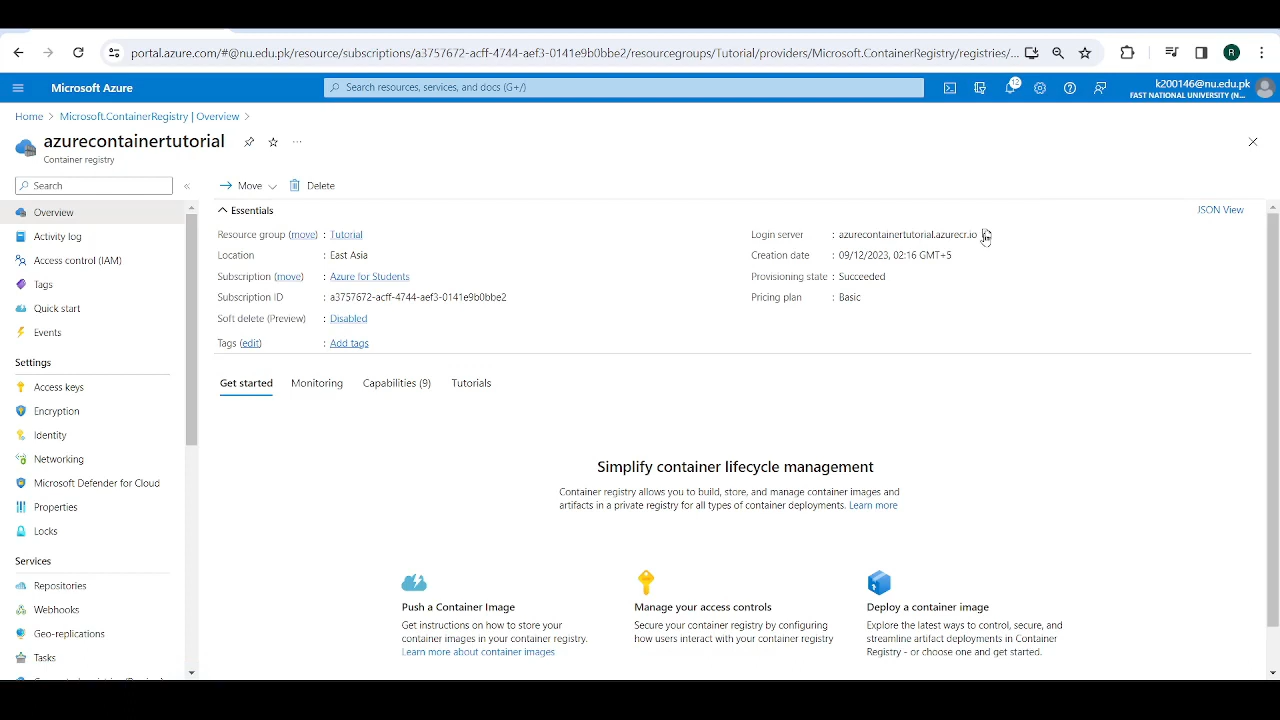 portal.azure.com/#@nu.edu.pk/resource/subscriptions/a3757672-acff-4744-aef3-0141e9b0bbe2/resourcegroups/Tutorial/providers/Microsoft.ContainerRegistry/registries/...
R
Microsoft Azure
Search resources, services, and docs (G+/)
12
k200146@nu.edu.pk
FAST NATIONAL UNIVERSITY (N...
Home > Microsoft.ContainerRegistry | Overview >
azurecontainertutorial
...
Container registry
Search
«
Move
Delete
Overview
Activity log
Access control (IAM)
Tags
Quick start
Events
Settings
Access keys
Encryption
Identity
Networking
Microsoft Defender for Cloud
Properties
Locks
Services
Repositories
Webhooks
Geo-replications
Tasks
Essentials
JSON View
Resource group (move) : Tutorial
Location : East Asia
Subscription (move) : Azure for Students
Subscription ID : a3757672-acff-4744-aef3-0141e9b0bbe2
Soft delete (Preview) : Disabled
Tags (edit) : Add tags
Login server : azurecontainertutorial.azurecr.io
Creation date : 09/12/2023, 02:16 GMT+5
Provisioning state : Succeeded
Pricing plan : Basic
Get started Monitoring Capabilities (9) Tutorials
Simplify container lifecycle management
Container registry allows you to build, store, and manage container images and
artifacts in a private registry for all types of container deployments. Learn more
Push a Container Image
Get instructions on how to store your
container images in your container registry.
Learn more about container images
Manage your access controls
Secure your container registry by configuring
how users interact with your container registry
Deploy a container image
Explore the latest ways to control, secure, and
streamline artifact deployments in Container
Registry - or choose one and get started.